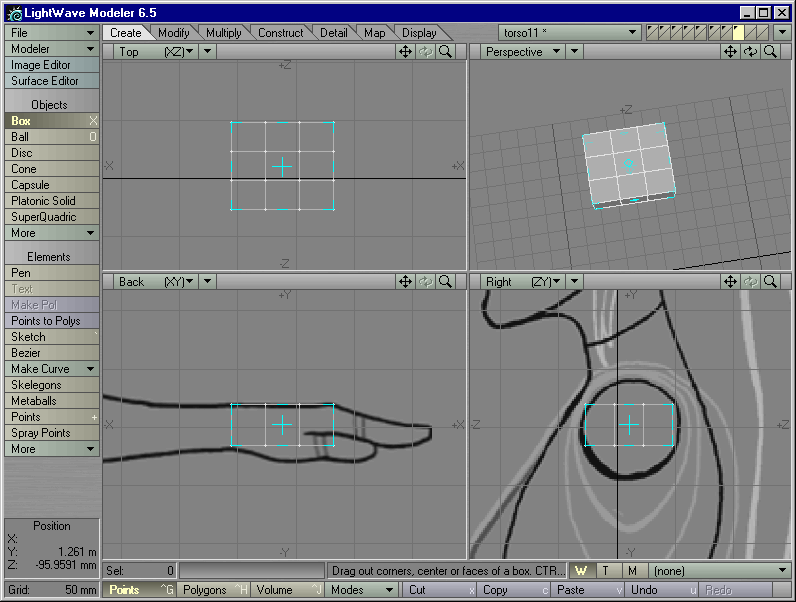 LightWave Modeler 6.5
File
Modeler
Image Editor
Surface Editor
Objects
Box X
Ball O
Disc
Cone
Capsule
Platonic Solid
SuperQuadric
More
Elements
Pen
Text
Make Pol
Points to Polys
Sketch `
Bezier
Make Curve
Skelegons
Metaballs
Points +
Spray Points
More
Position
X:
Y: 1.261 m
Z: -95.9591 mm
Grid: 50 mm
Create Modify Multiply Construct Detail Map Display torso11 *
Top (XZ)
+Z
-X +X
-Z
Perspective
-Z
Back (XY)
+Y
-X +X
-Y
Right (ZY)
+Y
-Z +Z
-Y
Sel: 0 Drag out corners, center or faces of a box. CTR... W T M (none)
Points ^G Polygons ^H Volume ^J Modes Cut x Copy c Paste v Undo u Redo